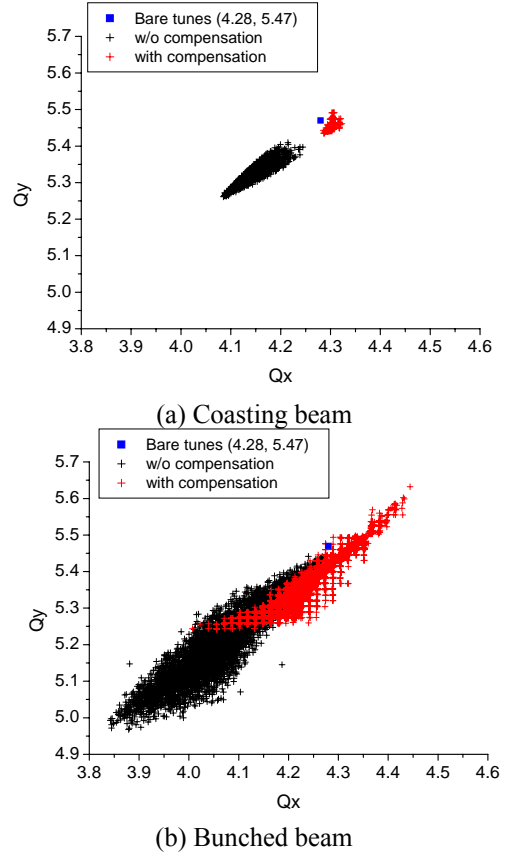 5.7
Bare tunes (4.28, 5.47)
w/o compensation
with compensation
5.6
5.5
5.4
5.3
5.2
5.1
5.0
4.9
Qy
3.8 3.9 4.0 4.1 4.2 4.3 4.4 4.5 4.6
Qx
(a) Coasting beam
Bare tunes (4.28, 5.47)
w/o compensation
with compensation
5.7
5.6
5.5
5.4
5.3
5.2
5.1
5.0
4.9
Qy
3.8 3.9 4.0 4.1 4.2 4.3 4.4 4.5 4.6
Qx
(b) Bunched beam